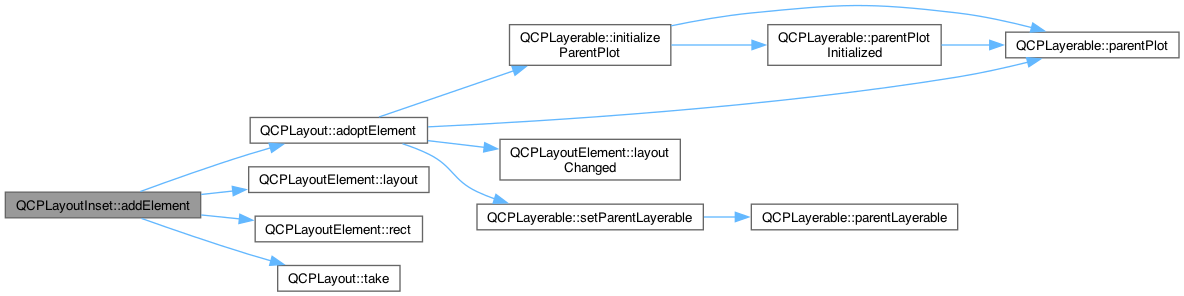 QCPLayerable::initialize
ParentPlot
QCPLayerable::parentPlot
Initialized
QCPLayerable::parentPlot
QCPLayout::adoptElement
QCPLayoutElement::layout
Changed
QCPLayoutElement::layout
QCPLayoutInset::addElement
QCPLayerable::setParentLayerable
QCPLayerable::parentLayerable
QCPLayoutElement::rect
QCPLayout::take